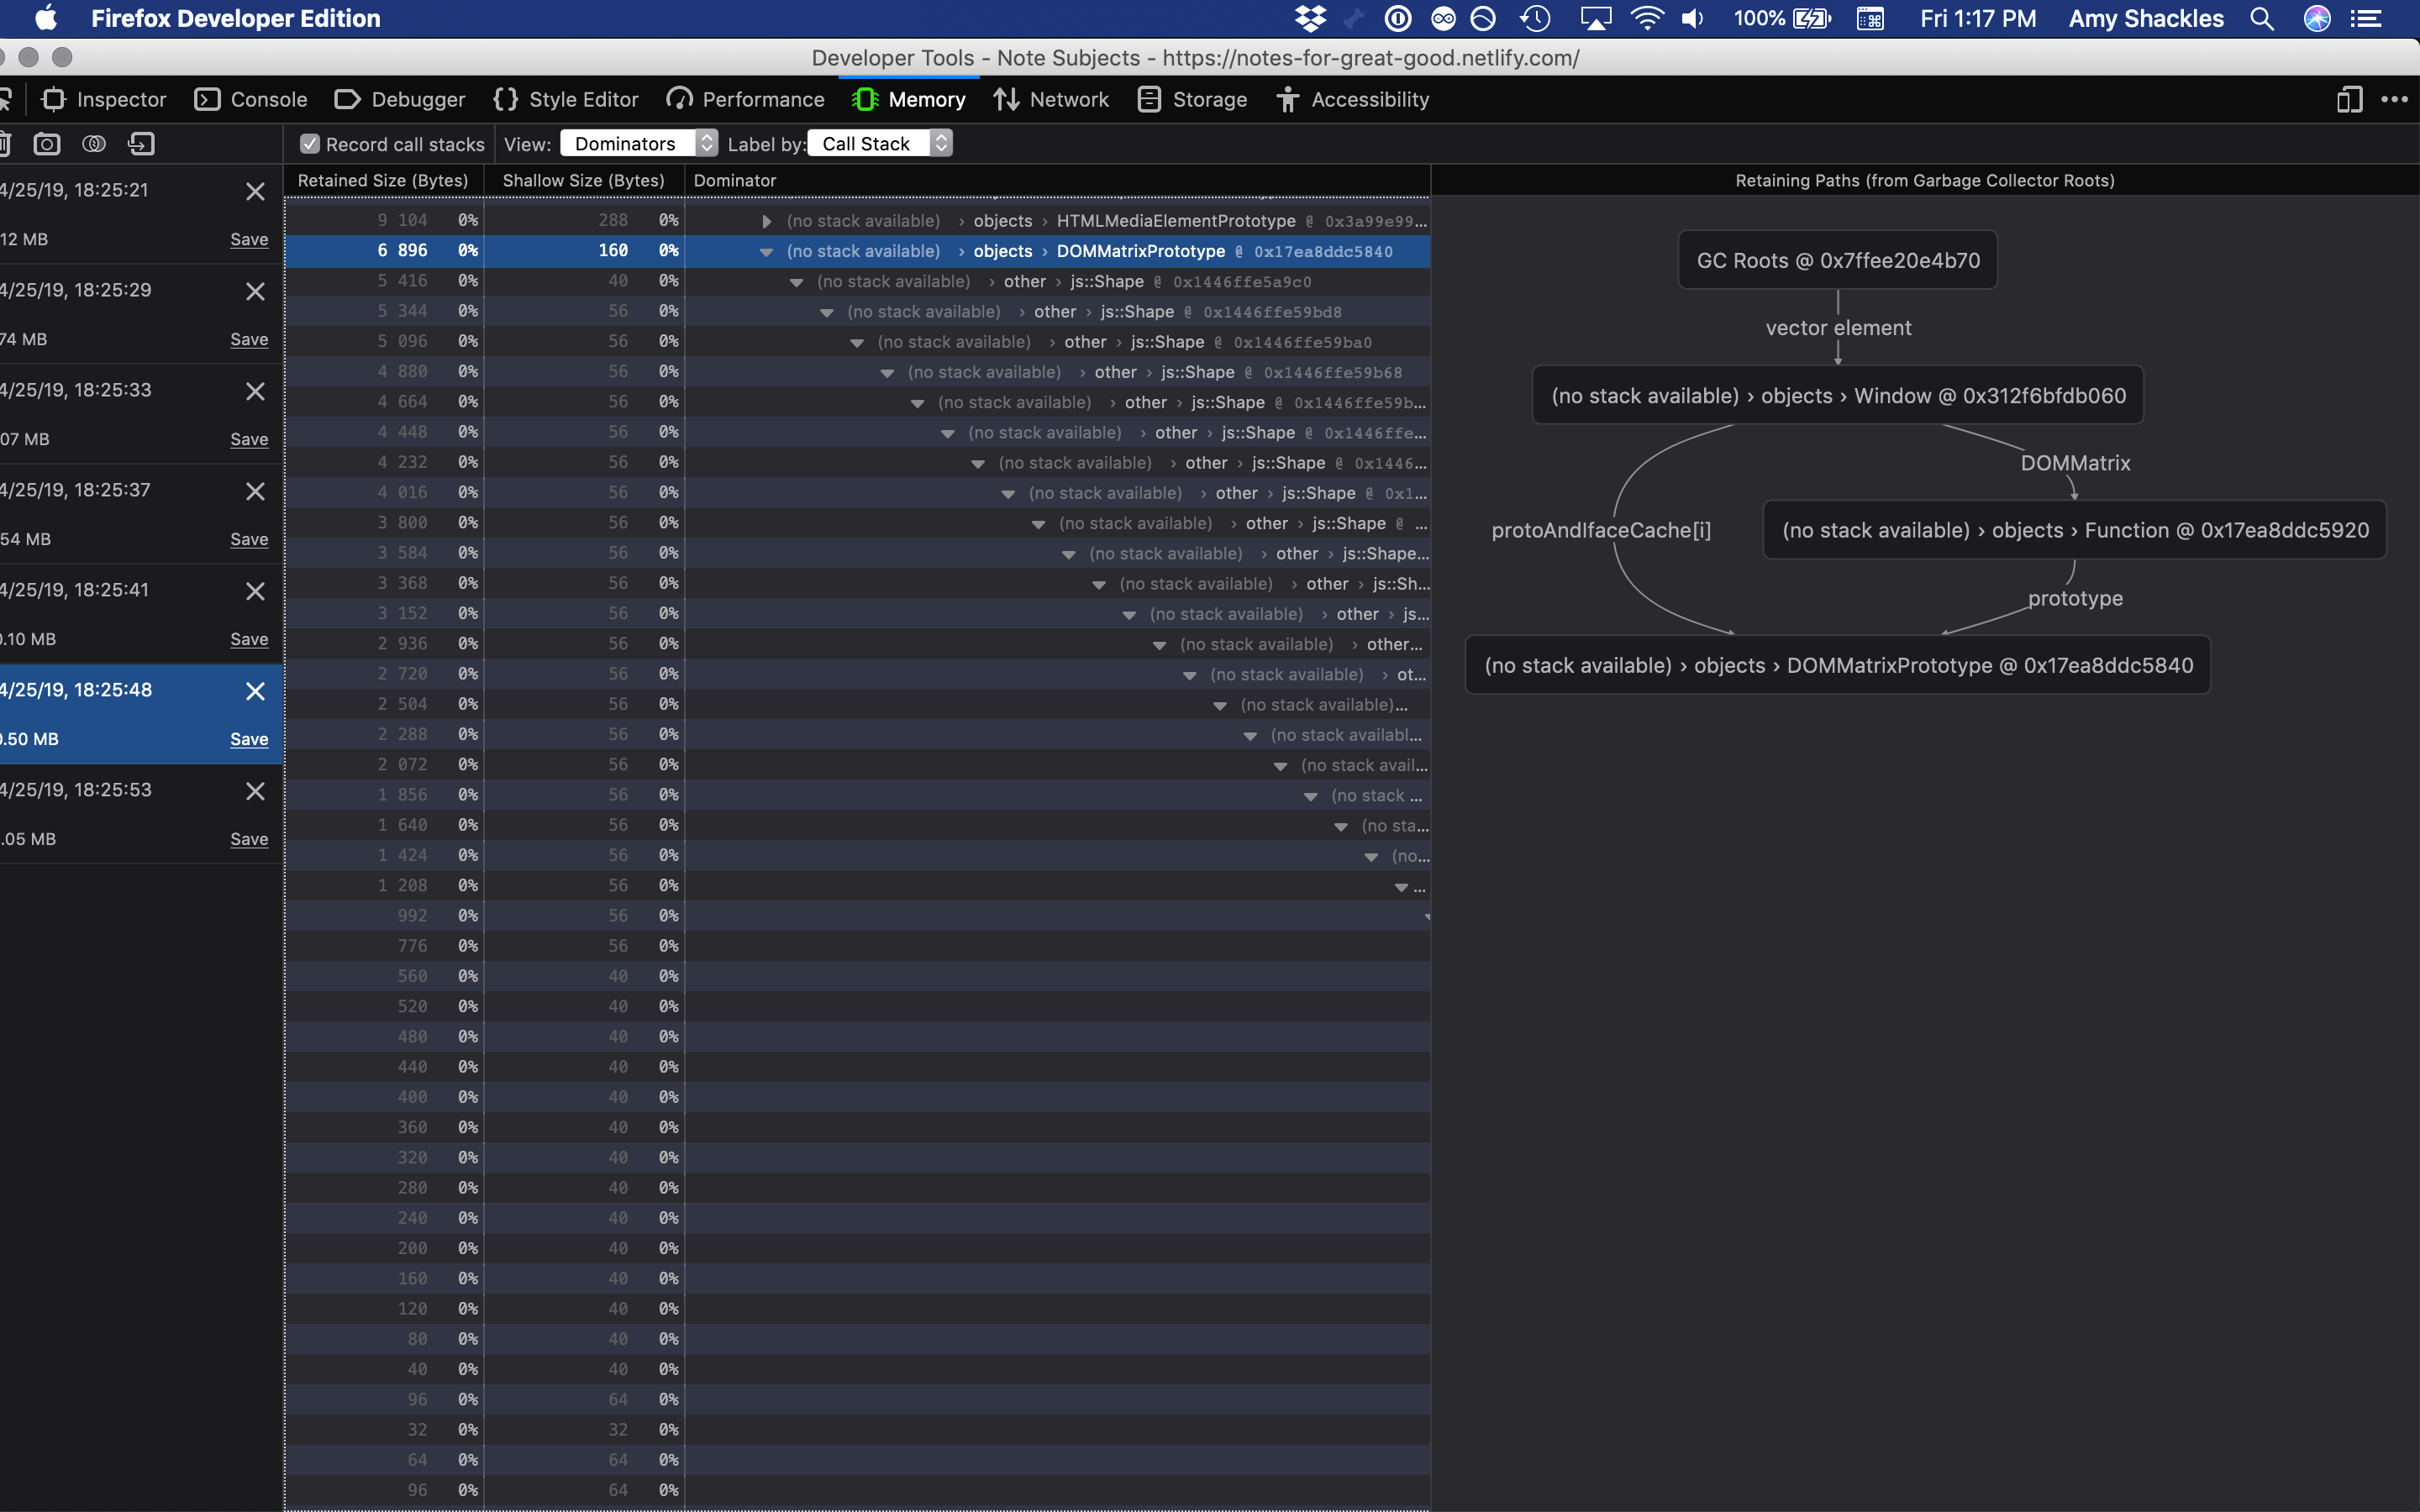 Firefox Developer Edition 100% Fri 1:17 PM Amy Shackles
Developer Tools - Note Subjects - https://notes-for-great-good.netlify.com/
Inspector Console Debugger Style Editor Performance Memory Network Storage Accessibility
Record call stacks View: Dominators Label by: Call Stack
4/25/19, 18:25:21
12 MB Save
4/25/19, 18:25:29
74 MB Save
4/25/19, 18:25:33
07 MB Save
4/25/19, 18:25:37
54 MB Save
4/25/19, 18:25:41
0.10 MB Save
4/25/19, 18:25:48
0.50 MB Save
4/25/19, 18:25:53
.05 MB Save
Retained Size (Bytes) Shallow Size (Bytes) Dominator
9 104 0% 288 0% (no stack available) › objects › HTMLMediaElementPrototype @ 0x3a99e99...
6 896 0% 160 0% (no stack available) › objects › DOMMatrixPrototype @ 0x17ea8ddc5840
5 416 0% 40 0% (no stack available) › other › js::Shape @ 0x1446ffe5a9c0
5 344 0% 56 0% (no stack available) › other › js::Shape @ 0x1446ffe59bd8
5 096 0% 56 0% (no stack available) › other › js::Shape @ 0x1446ffe59ba0
4 880 0% 56 0% (no stack available) › other › js::Shape @ 0x1446ffe59b68
4 664 0% 56 0% (no stack available) › other › js::Shape @ 0x1446ffe59b...
4 448 0% 56 0% (no stack available) › other › js::Shape @ 0x1446ffe...
4 232 0% 56 0% (no stack available) › other › js::Shape @ 0x1446...
4 016 0% 56 0% (no stack available) › other › js::Shape @ 0x1...
3 800 0% 56 0% (no stack available) › other › js::Shape @ ...
3 584 0% 56 0% (no stack available) › other › js::Shape...
3 368 0% 56 0% (no stack available) › other › js::Sh...
3 152 0% 56 0% (no stack available) › other › js...
2 936 0% 56 0% (no stack available) › other...
2 720 0% 56 0% (no stack available) › ot...
2 504 0% 56 0% (no stack available)...
2 288 0% 56 0% (no stack availabl...
2 072 0% 56 0% (no stack avail...
1 856 0% 56 0% (no stack ...
1 640 0% 56 0% (no sta...
1 424 0% 56 0% (no...
1 208 0% 56 0% ...
992 0% 56 0%
776 0% 56 0%
560 0% 40 0%
520 0% 40 0%
480 0% 40 0%
440 0% 40 0%
400 0% 40 0%
360 0% 40 0%
320 0% 40 0%
280 0% 40 0%
240 0% 40 0%
200 0% 40 0%
160 0% 40 0%
120 0% 40 0%
80 0% 40 0%
40 0% 40 0%
96 0% 64 0%
32 0% 32 0%
64 0% 64 0%
96 0% 64 0%
Retaining Paths (from Garbage Collector Roots)
GC Roots @ 0x7ffee20e4b70
vector element
(no stack available) › objects › Window @ 0x312f6bfdb060
DOMMatrix
protoAndIfaceCache[i]
(no stack available) › objects › Function @ 0x17ea8ddc5920
prototype
(no stack available) › objects › DOMMatrixPrototype @ 0x17ea8ddc5840